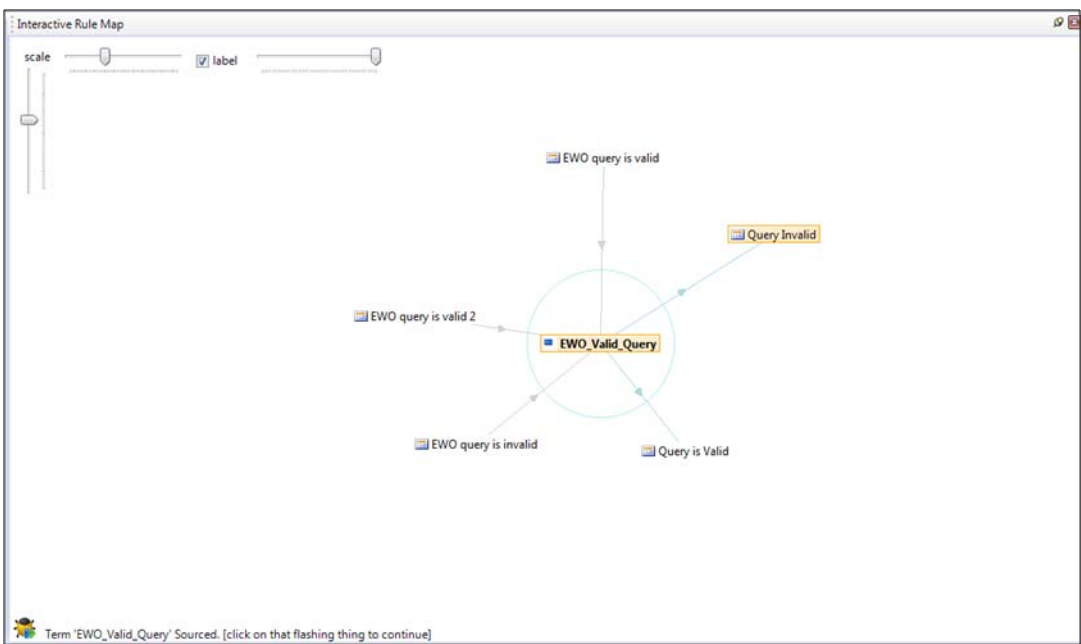 Interactive Rule Map
scale
label
EWO query is valid
Query Invalid
EWO query is valid 2
EWO_Valid_Query
EWO query is invalid
Query is Valid
Term 'EWO_Valid_Query' Sourced. [click on that flashing thing to continue]